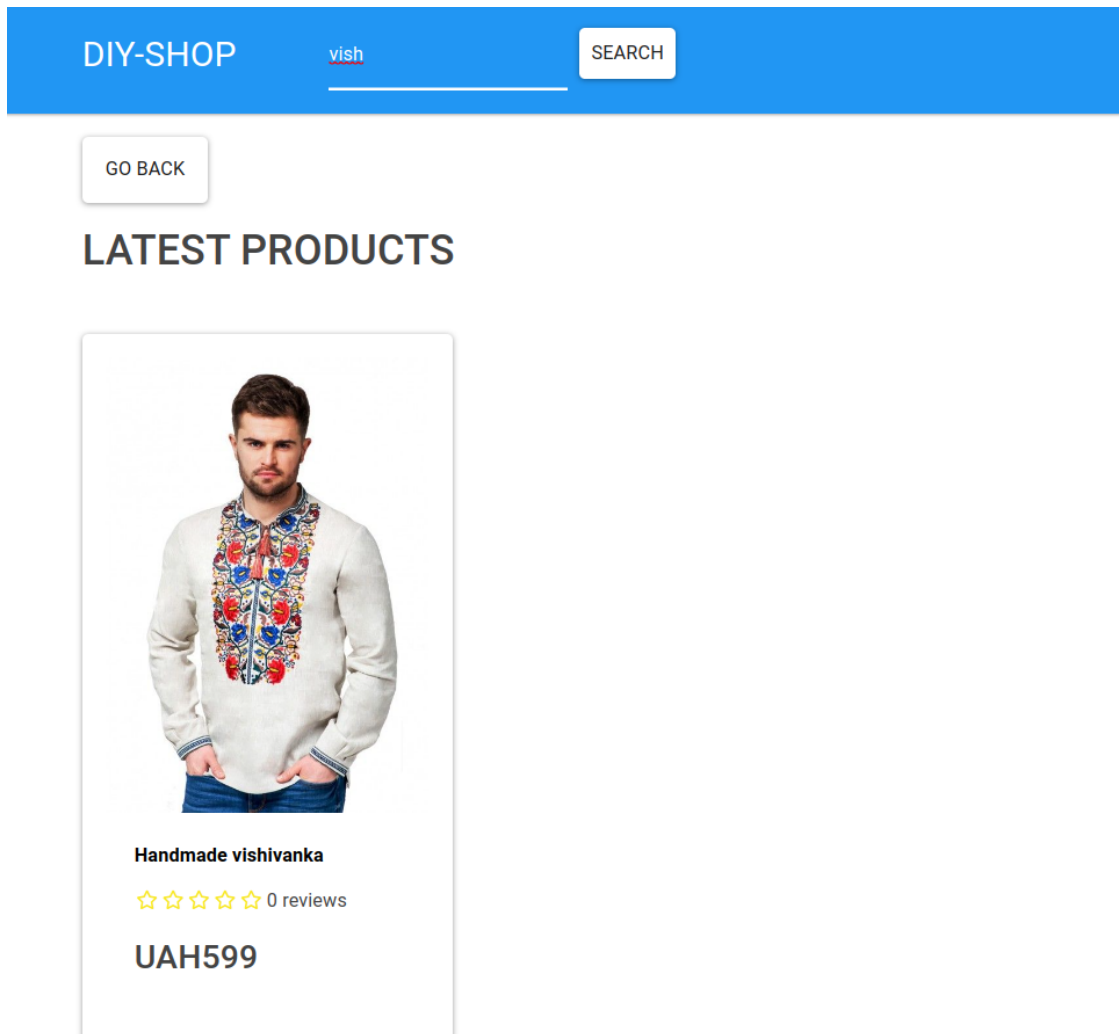 DIY-SHOP vish SEARCH
GO BACK
LATEST PRODUCTS
Handmade vishivanka
0 reviews
UAH599